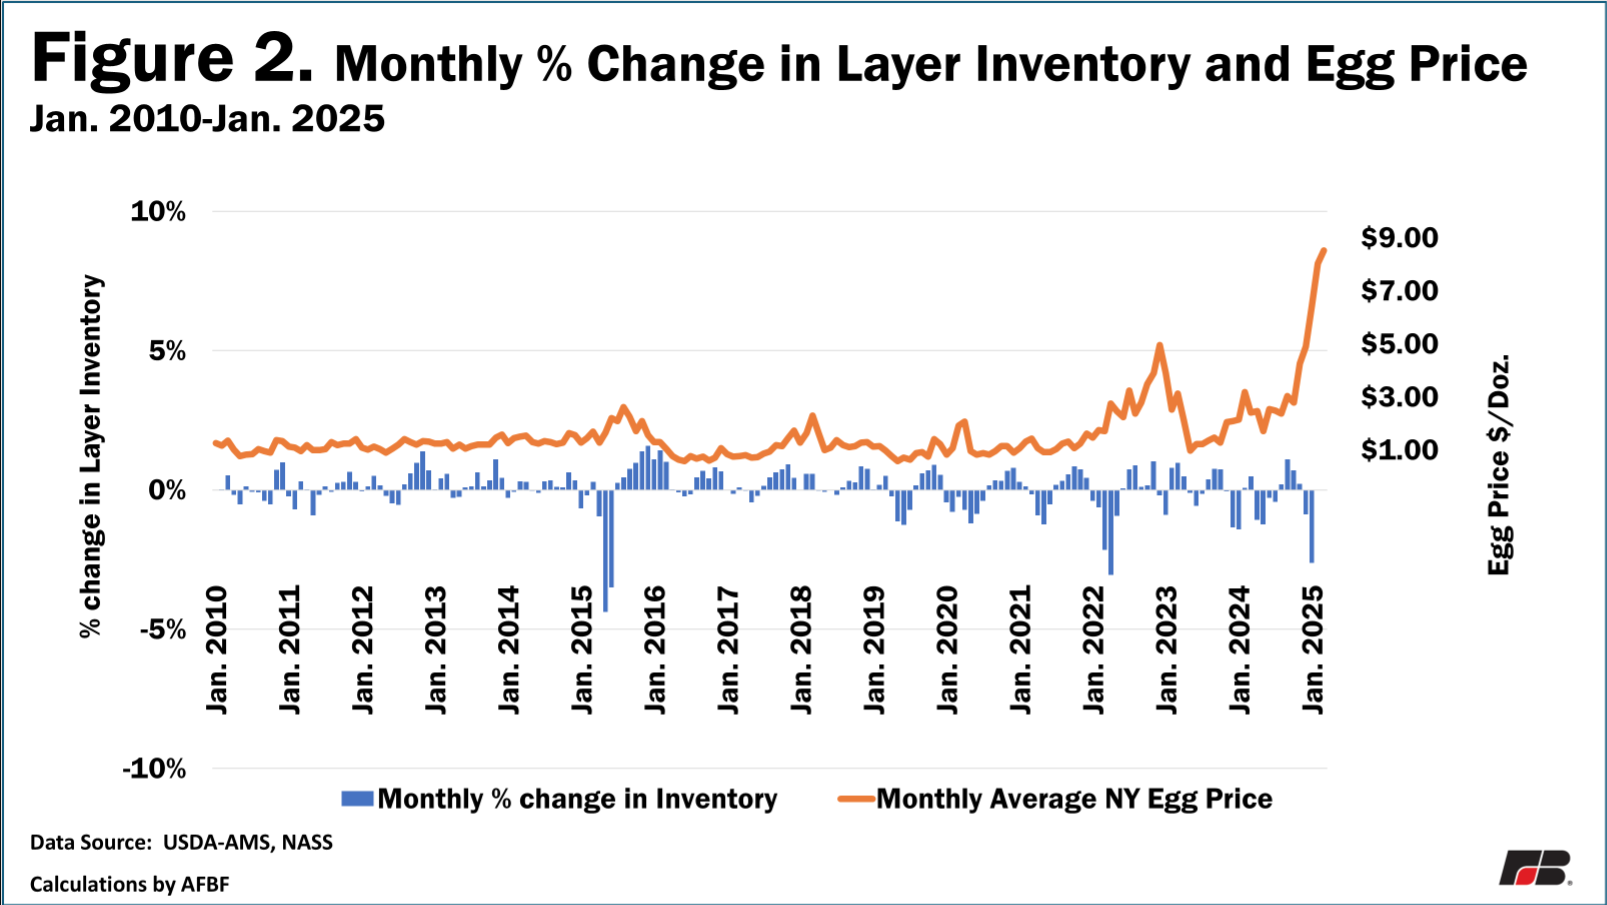 Figure 2. Monthly % Change in Layer Inventory and Egg Price
Jan. 2010-Jan. 2025
% change in Layer Inventory
10%
5%
0%
-5%
-10%
$9.00
$7.00
$5.00
$3.00
$1.00
Egg Price $/Doz.
Jan. 2010
Jan. 2011
Jan. 2012
Jan. 2013
Jan. 2014
Jan. 2015
Jan. 2016
Jan. 2017
Jan. 2018
Jan. 2019
Jan. 2020
Jan. 2021
Jan. 2022
Jan. 2023
Jan. 2024
Jan. 2025
Monthly % change in Inventory
Monthly Average NY Egg Price
Data Source: USDA-AMS, NASS
Calculations by AFBF
FB®